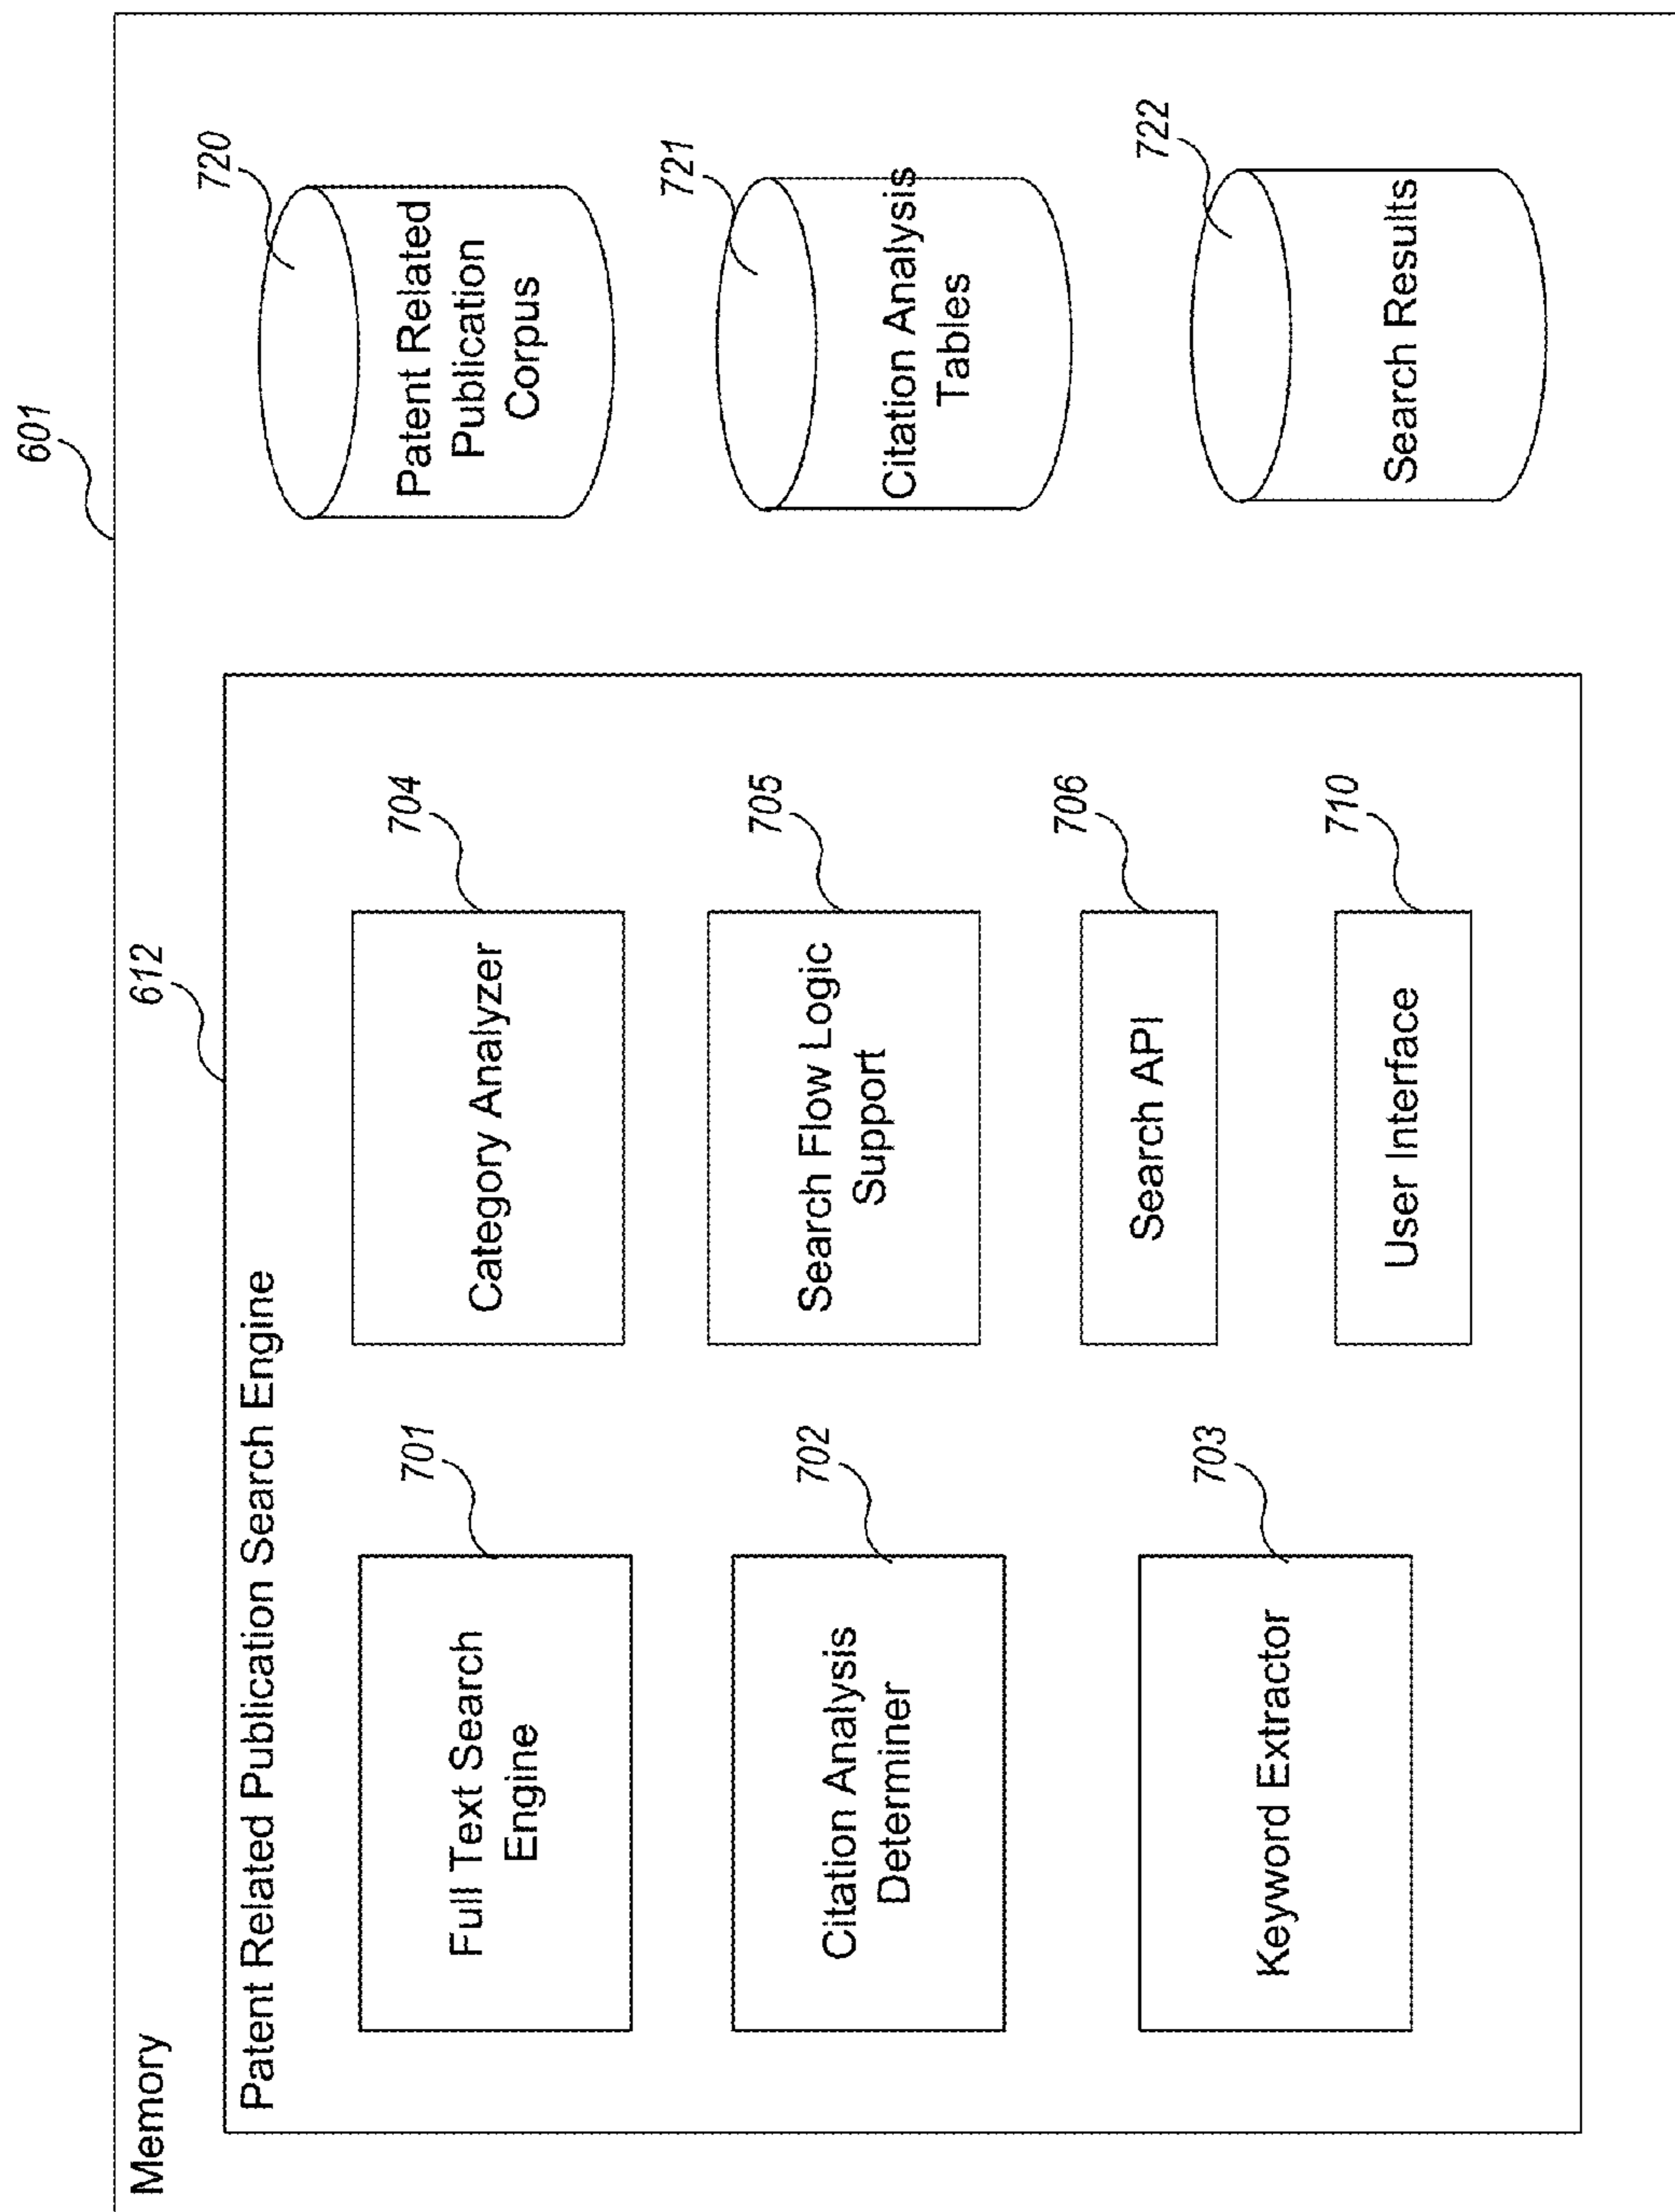 601
Memory
612
Patent Related Publication Search Engine
701
Full Text Search
Engine
702
Citation Analysis
Determiner
703
Keyword Extractor
704
Category Analyzer
705
Search Flow Logic
Support
706
Search API
710
User Interface
720
Patent Related
Publication
Corpus
721
Citation Analysis
Tables
722
Search Results